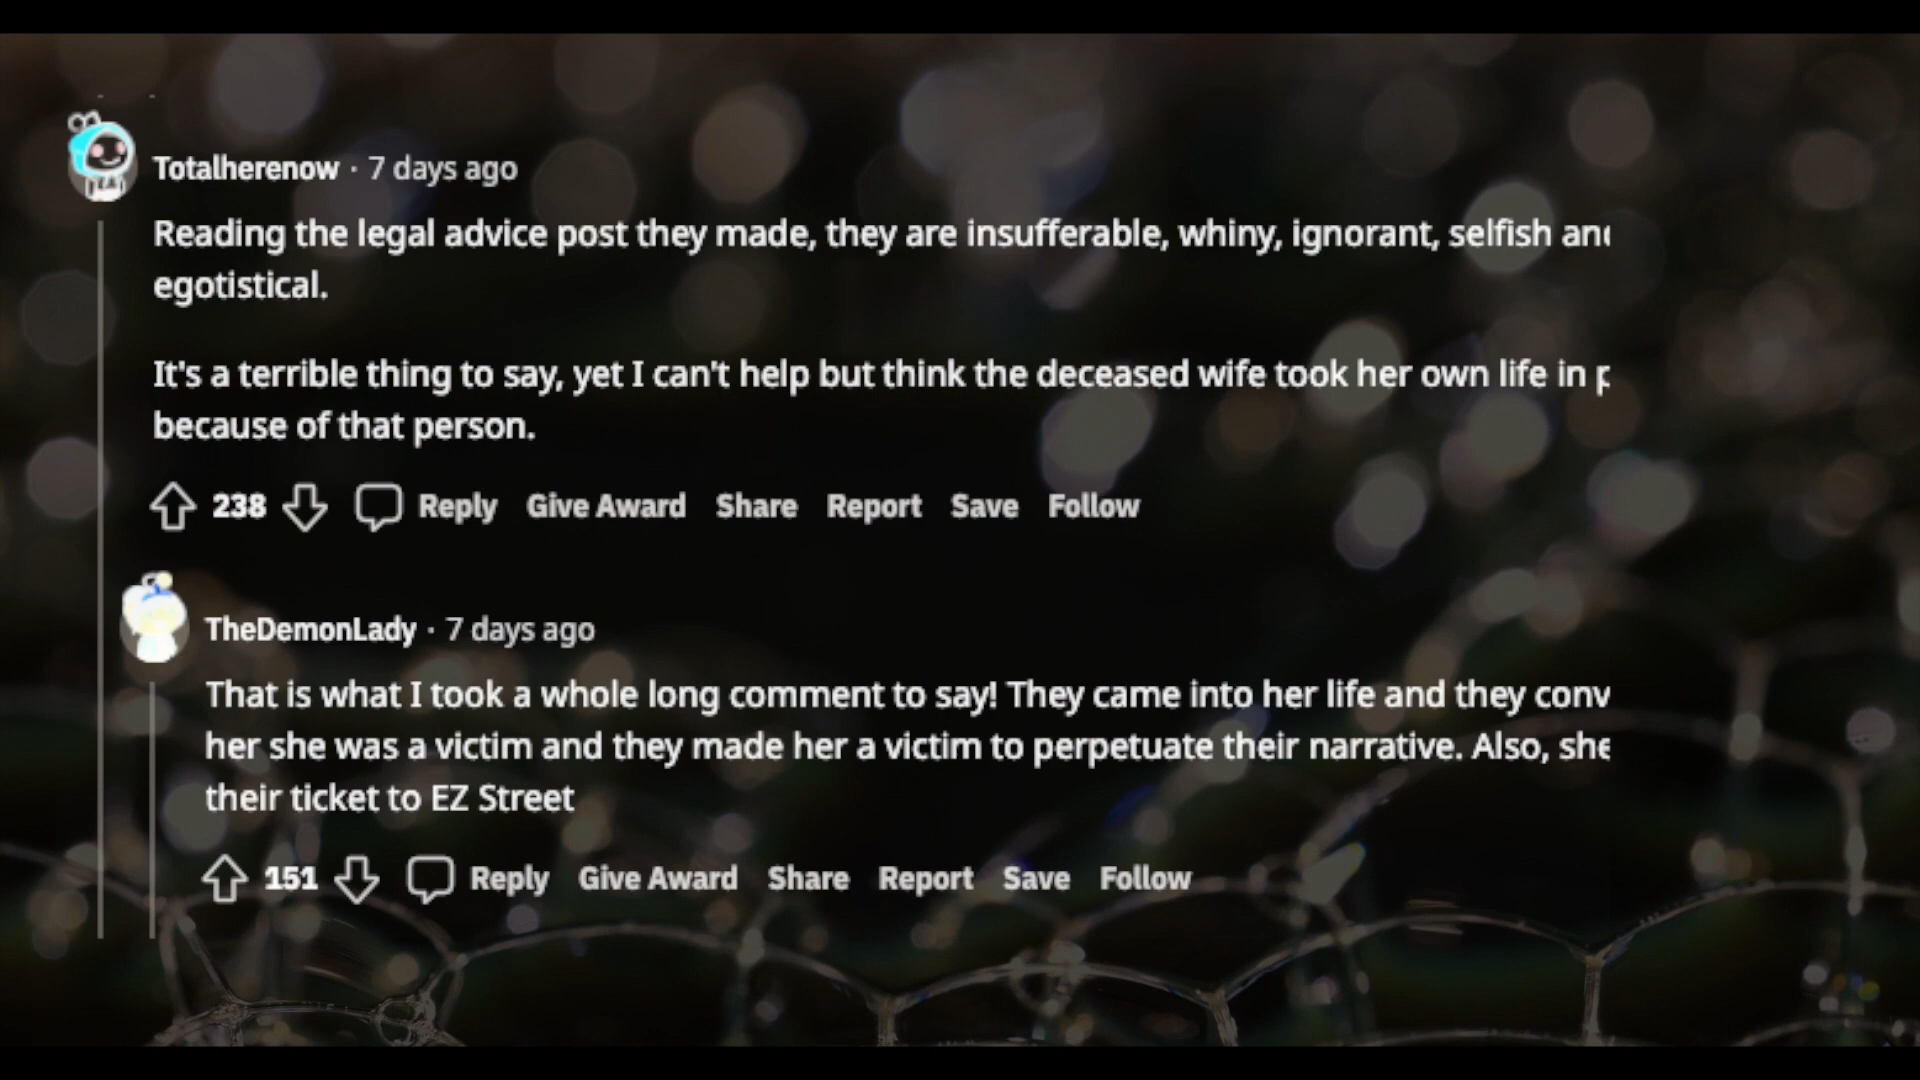 Totalherenow · 7 days ago
Reading the legal advice post they made, they are insufferable, whiny, ignorant, selfish
egotistical.
It's a terrible thing to say, yet I can't help but think the deceased wife took her own life in
because of that person.
238 Reply Give Award Share Report Save Follow
TheDemonLady · 7 days ago
That is what I took a whole long comment to say! They came into her life and they conv
her she was a victim and they made her a victim to perpetuate their narrative. Also, she
their ticket to EZ Street
151 Reply Give Award Share Report Save Follow